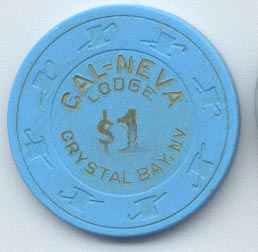 CAL-NEVA
LODGE
$1
CRYSTAL BAY, NV.